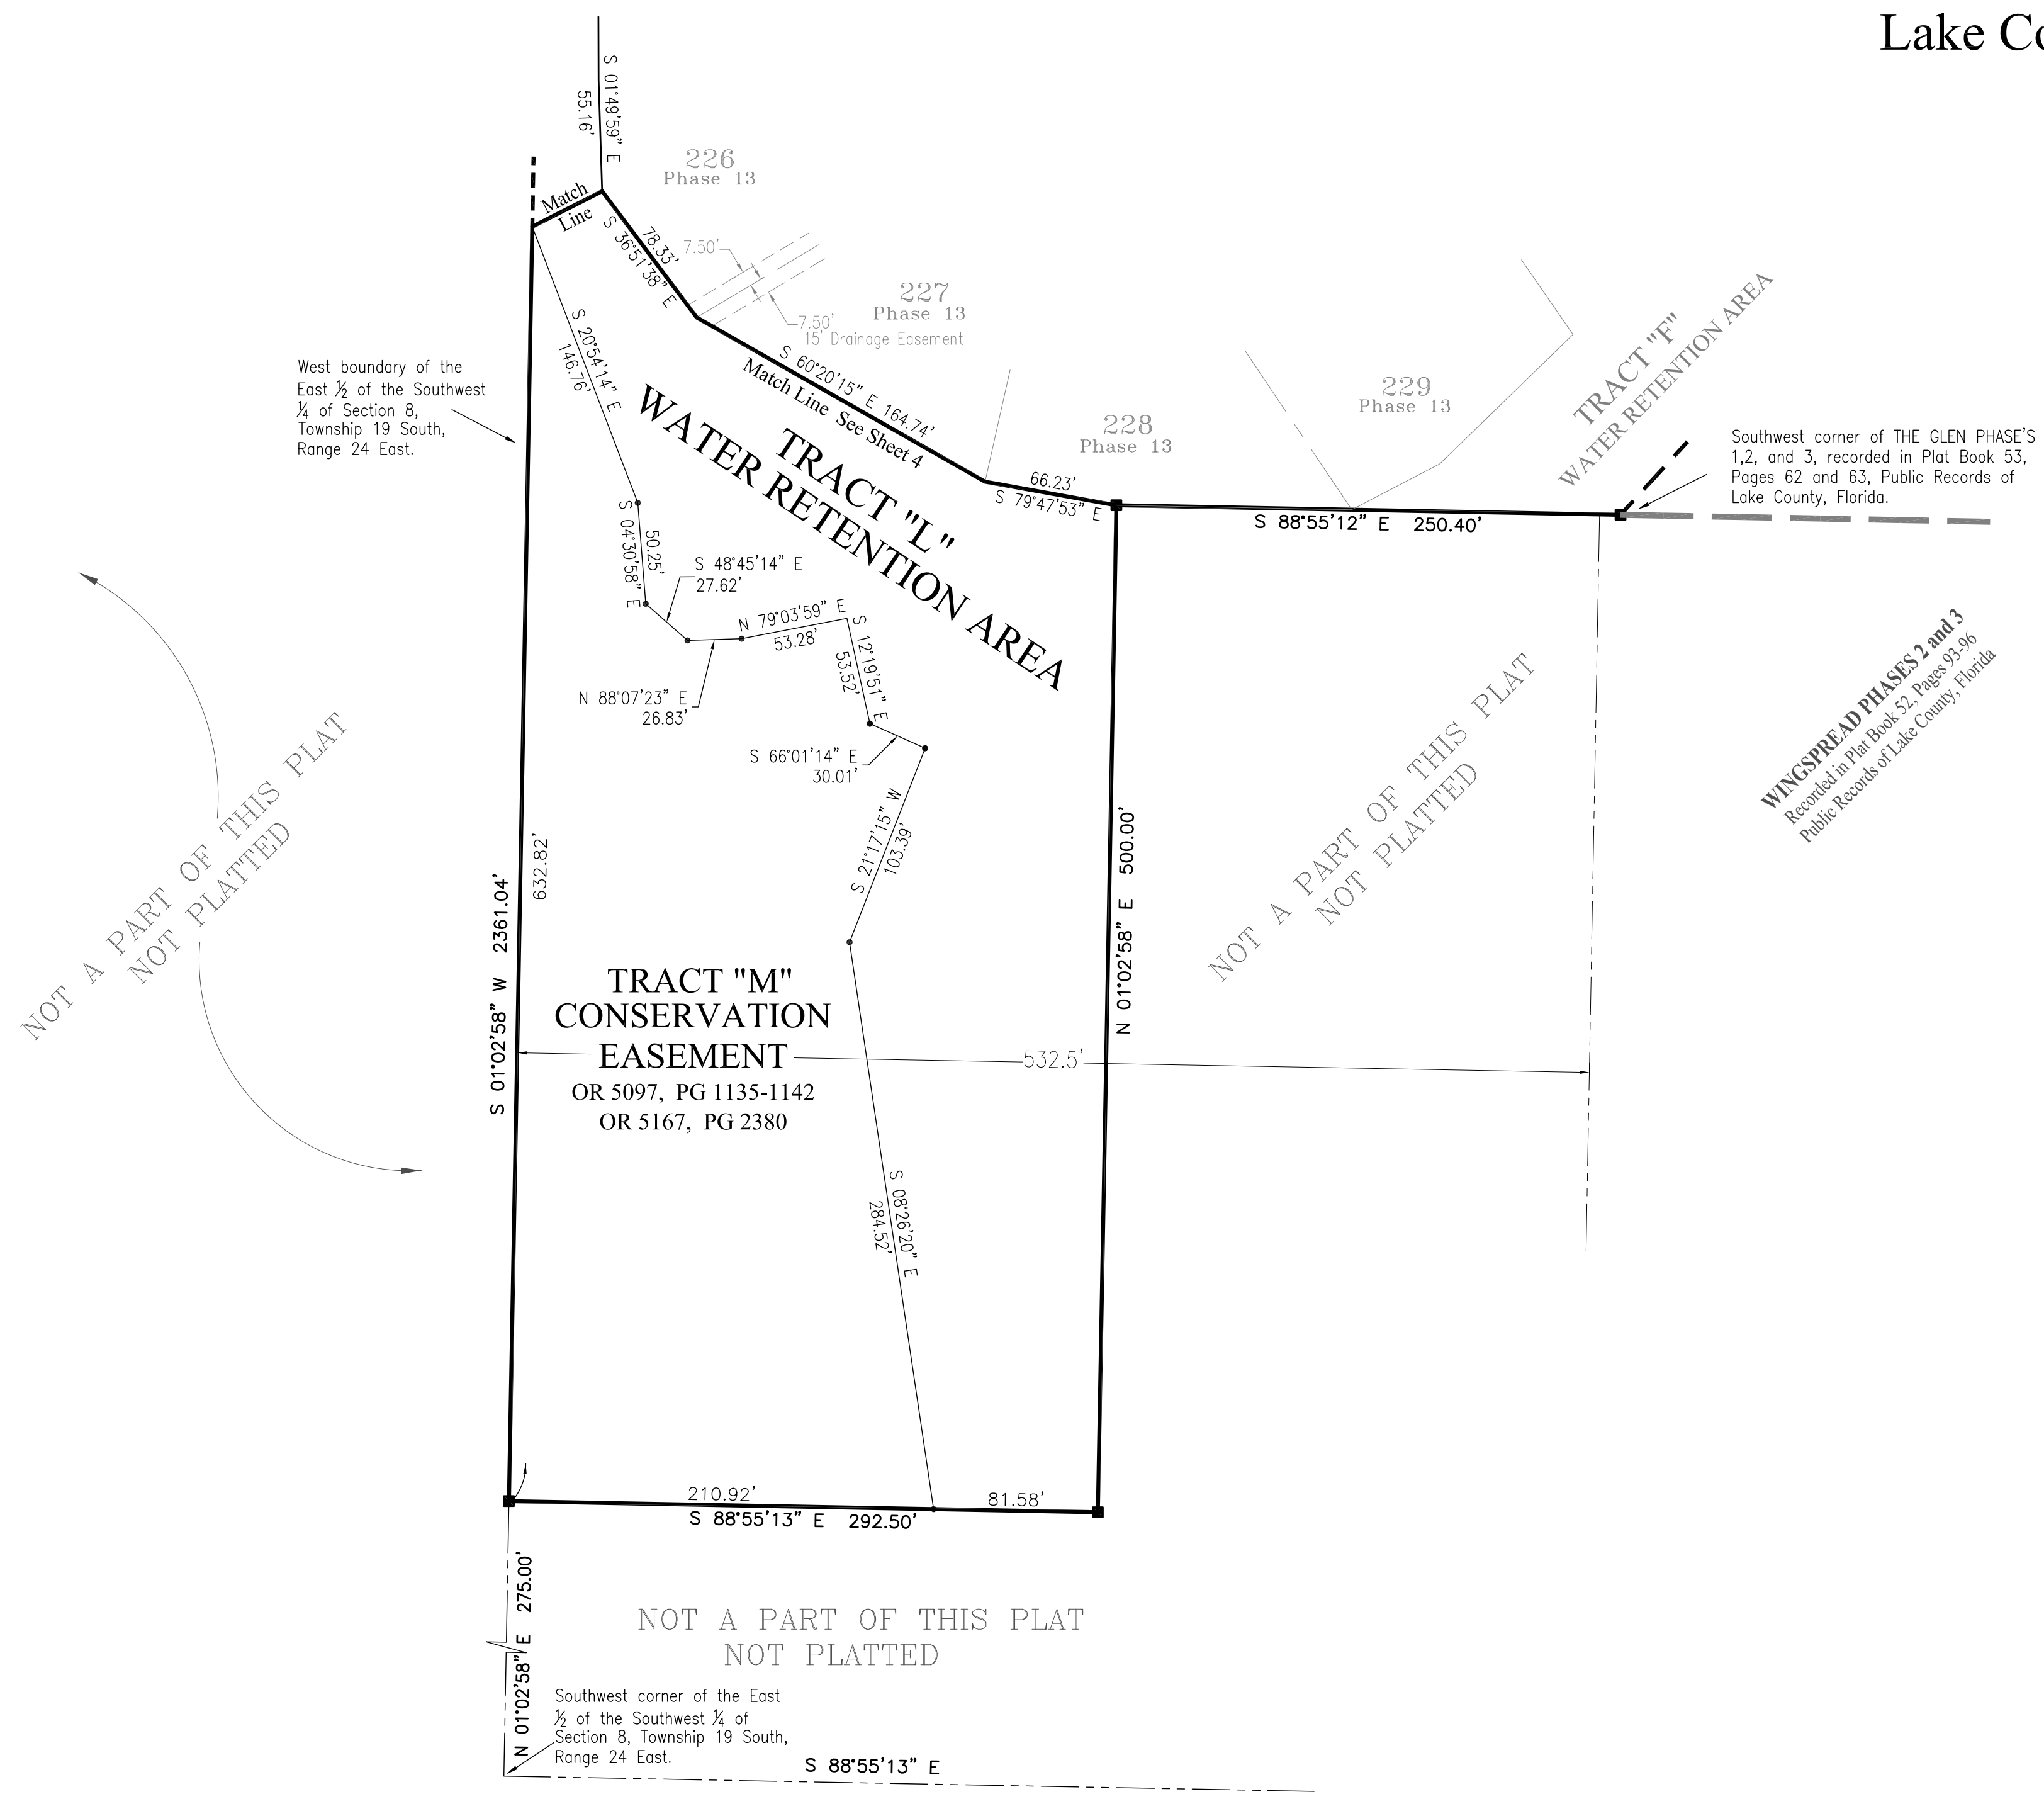 Lake Co
S 01°49'59" E
55.16'
226
Phase 13
Match
Line
78.33'
S 36°51'38" E
7.50'
7.50'
15' Drainage Easement
227
Phase 13
S 60°20'15" E 164.74'
Match Line See Sheet 4
228
Phase 13
229
Phase 13
TRACT "F"
WATER RETENTION AREA
66.23'
S 79°47'53" E
S 88°55'12" E 250.40'
Southwest corner of THE GLEN PHASE'S
1,2, and 3, recorded in Plat Book 53,
Pages 62 and 63, Public Records of
Lake County, Florida.
West boundary of the
East ½ of the Southwest
¼ of Section 8,
Township 19 South,
Range 24 East.
S 20°54'14" E
146.76'
TRACT "L"
WATER RETENTION AREA
S 04°30'58" E
50.25'
S 48°45'14" E
27.62'
N 88°07'23" E
26.83'
N 79°03'59" E
53.28'
S 12°19'51" E
53.52'
S 66°01'14" E
30.01'
S 21°17'15" W
103.39'
WINGSPREAD PHASES 2 and 3
Recorded in Plat Book 52, Pages 93-96
Public Records of Lake County, Florida
NOT A PART OF THIS PLAT
NOT PLATTED
NOT A PART OF THIS PLAT
NOT PLATTED
S 01°02'58" W 2361.04'
632.82'
N 01°02'58" E 500.00'
TRACT "M"
CONSERVATION
EASEMENT
OR 5097, PG 1135-1142
OR 5167, PG 2380
532.5'
S 08°26'20" E
284.52'
210.92'
81.58'
S 88°55'13" E 292.50'
N 01°02'58" E 275.00'
NOT A PART OF THIS PLAT
NOT PLATTED
Southwest corner of the East
½ of the Southwest ¼ of
Section 8, Township 19 South,
Range 24 East.
S 88°55'13" E